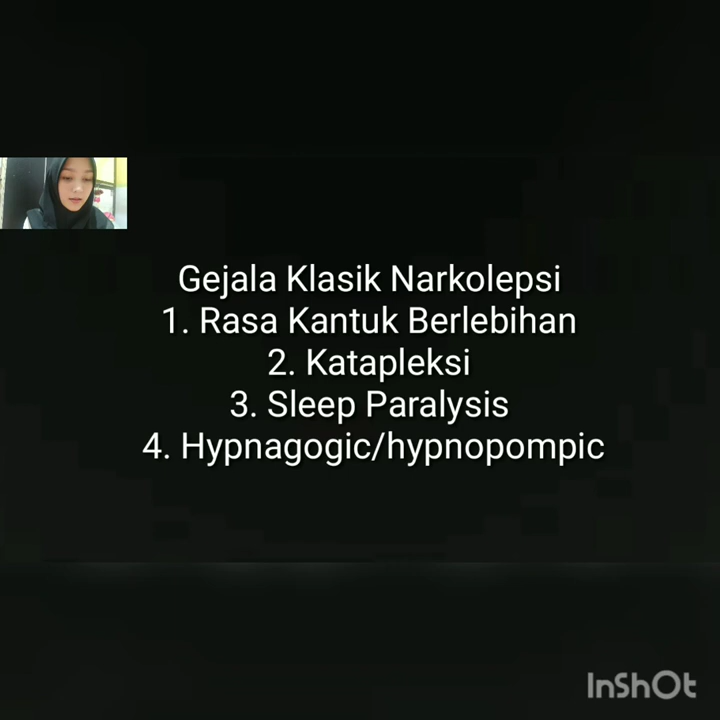 Gejala Klasik Narkolepsi
1. Rasa Kantuk Berlebihan
2. Katapleksi
3. Sleep Paralysis
4. Hypnagogic/hypnopompic
InShOt